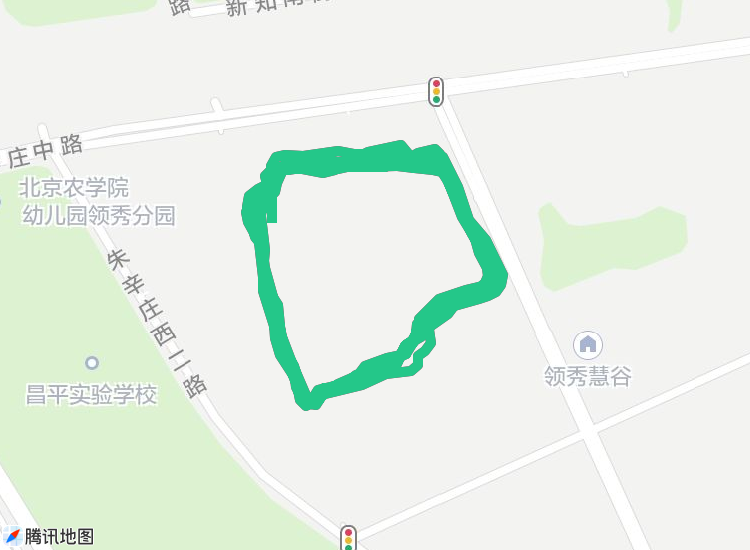 路
新知南街
庄中路
北京农学院
幼儿园领秀分园
朱辛庄西二路
昌平实验学校
领秀慧谷
腾讯地图